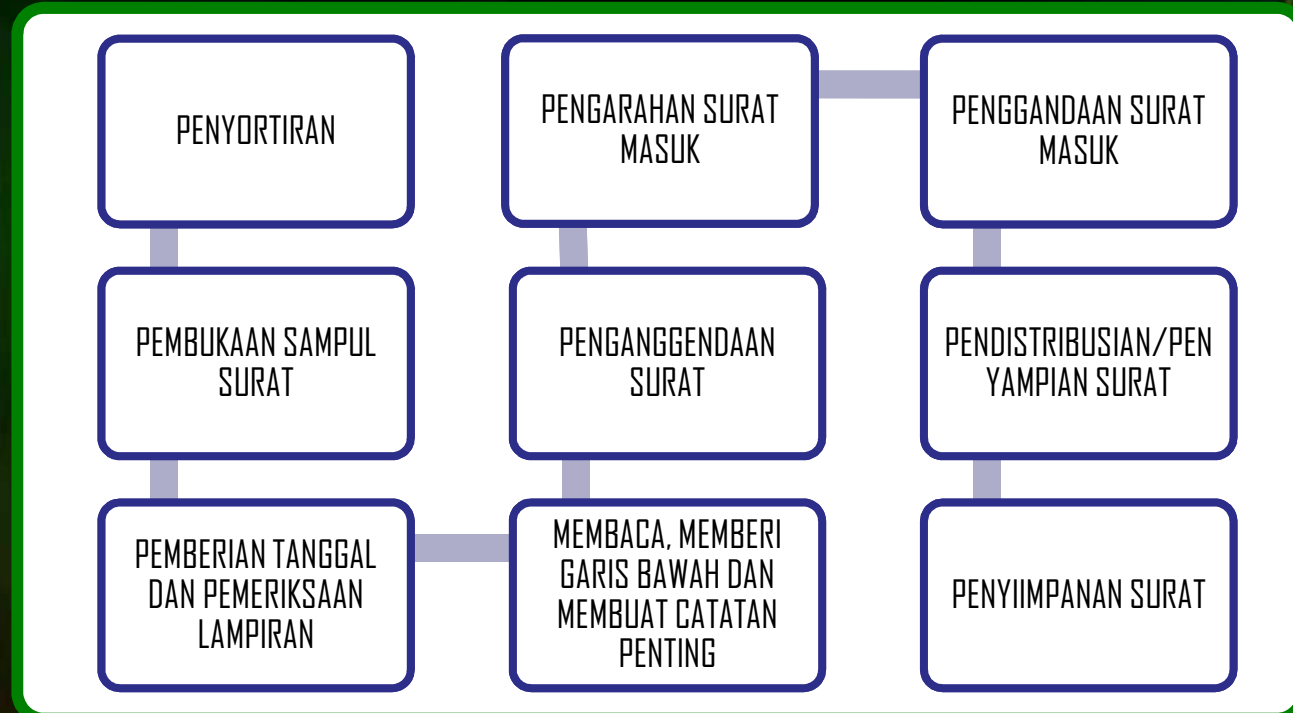 PENYORTIRAN
PEMBUKAAN SAMPUL
SURAT
PEMBERIAN TANGGAL
DAN PEMERIKSAAN
LAMPIRAN
MEMBACA, MEMBERI
GARIS BAWAH DAN
MEMBUAT CATATAN
PENTING
PENGANGGENDAAN
SURAT
PENGARAHAN SURAT
MASUK
PENGGANDAAN SURAT
MASUK
PENDISTRIBUSIAN/PEN
YAMPIAN SURAT
PENYIIMPANAN SURAT